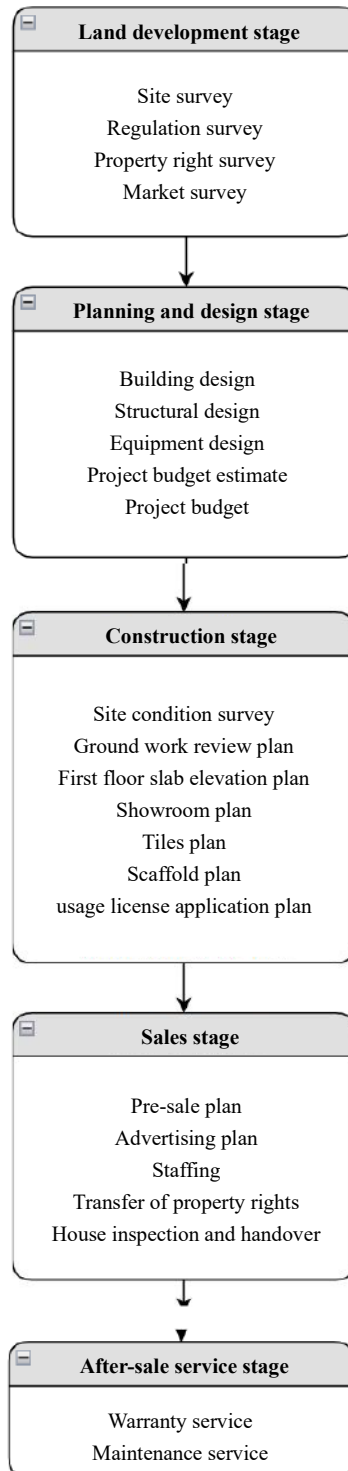 Land development stage
Site survey
Regulation survey
Property right survey
Market survey
Planning and design stage
Building design
Structural design
Equipment design
Project budget estimate
Project budget
Construction stage
Site condition survey
Ground work review plan
First floor slab elevation plan
Showroom plan
Tiles plan
Scaffold plan
usage license application plan
Sales stage
Pre-sale plan
Advertising plan
Staffing
Transfer of property rights
House inspection and handover
After-sale service stage
Warranty service
Maintenance service